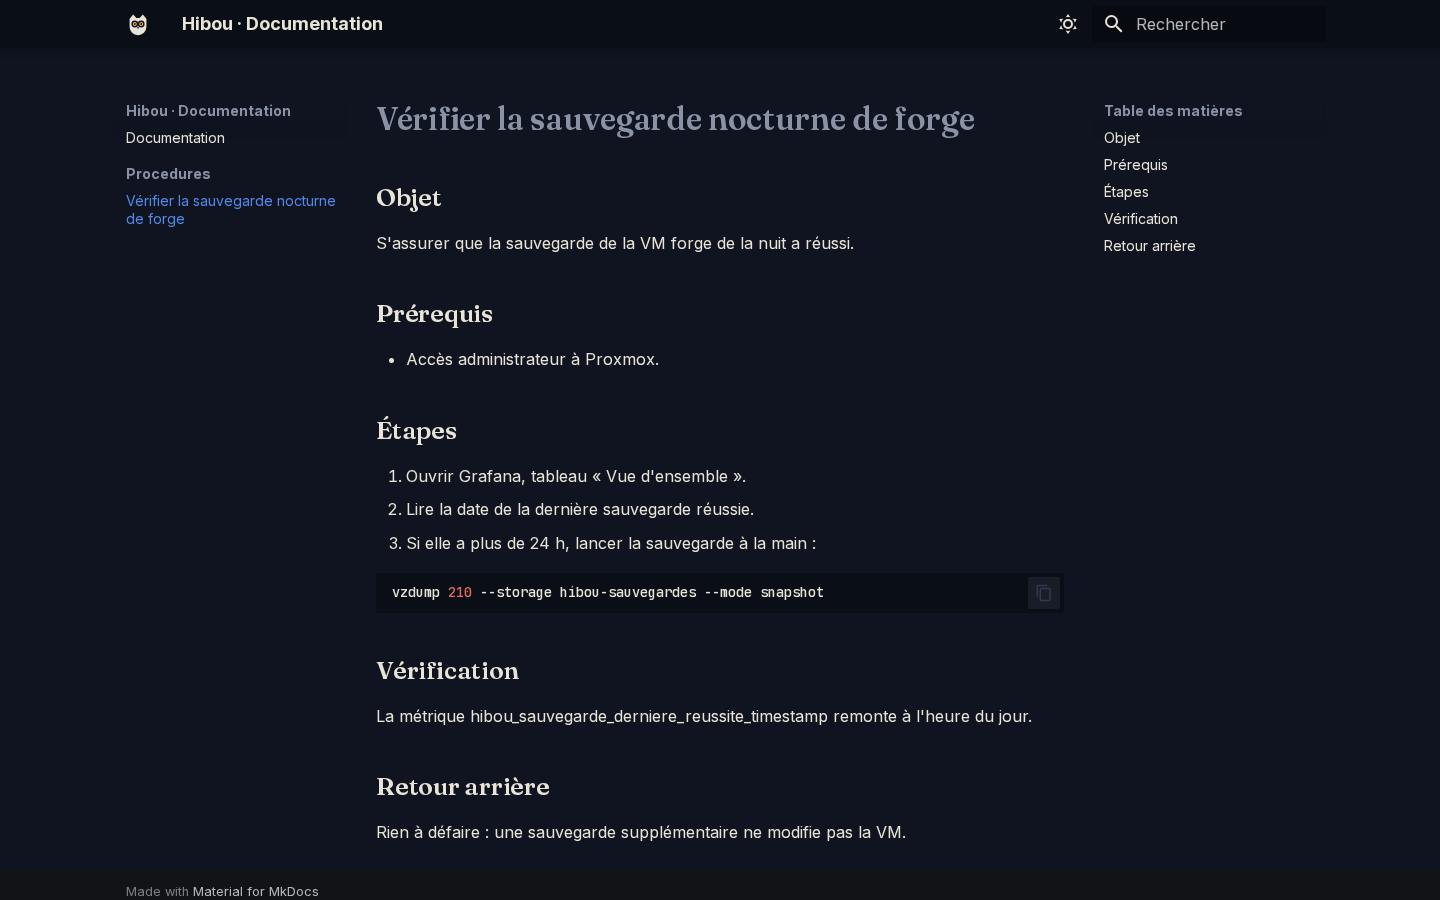 Hibou · Documentation
Rechercher
Hibou · Documentation
Documentation
Procedures
Vérifier la sauvegarde nocturne
de forge
Vérifier la sauvegarde nocturne de forge
Objet
S'assurer que la sauvegarde de la VM forge de la nuit a réussi.
Prérequis
• Accès administrateur à Proxmox.
Étapes
1. Ouvrir Grafana, tableau « Vue d'ensemble ».
2. Lire la date de la dernière sauvegarde réussie.
3. Si elle a plus de 24 h, lancer la sauvegarde à la main :
vzdump 210 --storage hibou-sauvegardes --mode snapshot
Vérification
La métrique hibou_sauvegarde_derniere_reussite_timestamp remonte à l'heure du jour.
Retour arrière
Rien à défaire : une sauvegarde supplémentaire ne modifie pas la VM.
Table des matières
Objet
Prérequis
Étapes
Vérification
Retour arrière
Made with Material for MkDocs